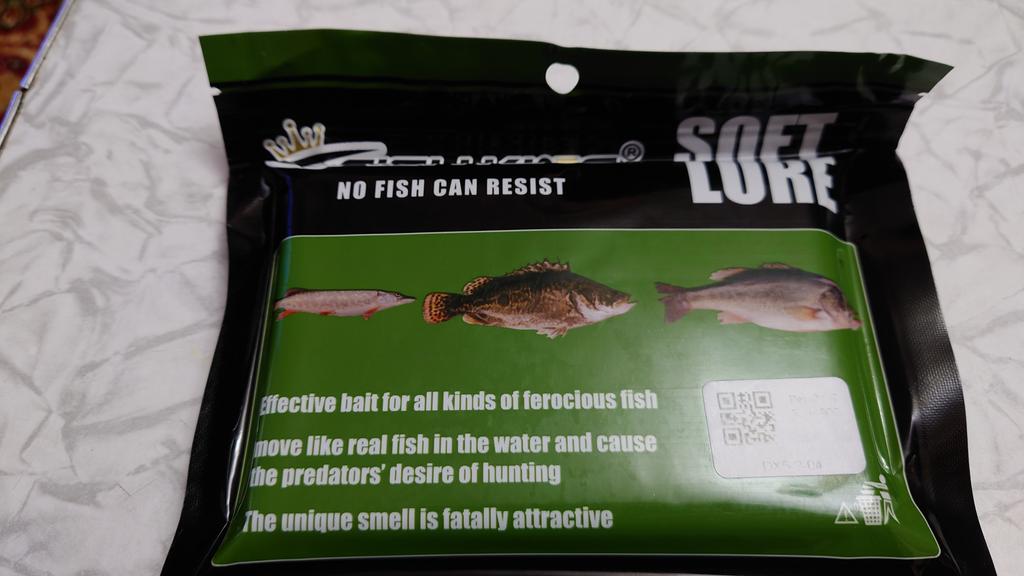 ®
SOFT
LURE
NO FISH CAN RESIST
Effective bait for all kinds of ferocious fish
move like real fish in the water and cause
the predators' desire of hunting
The unique smell is fatally attractive